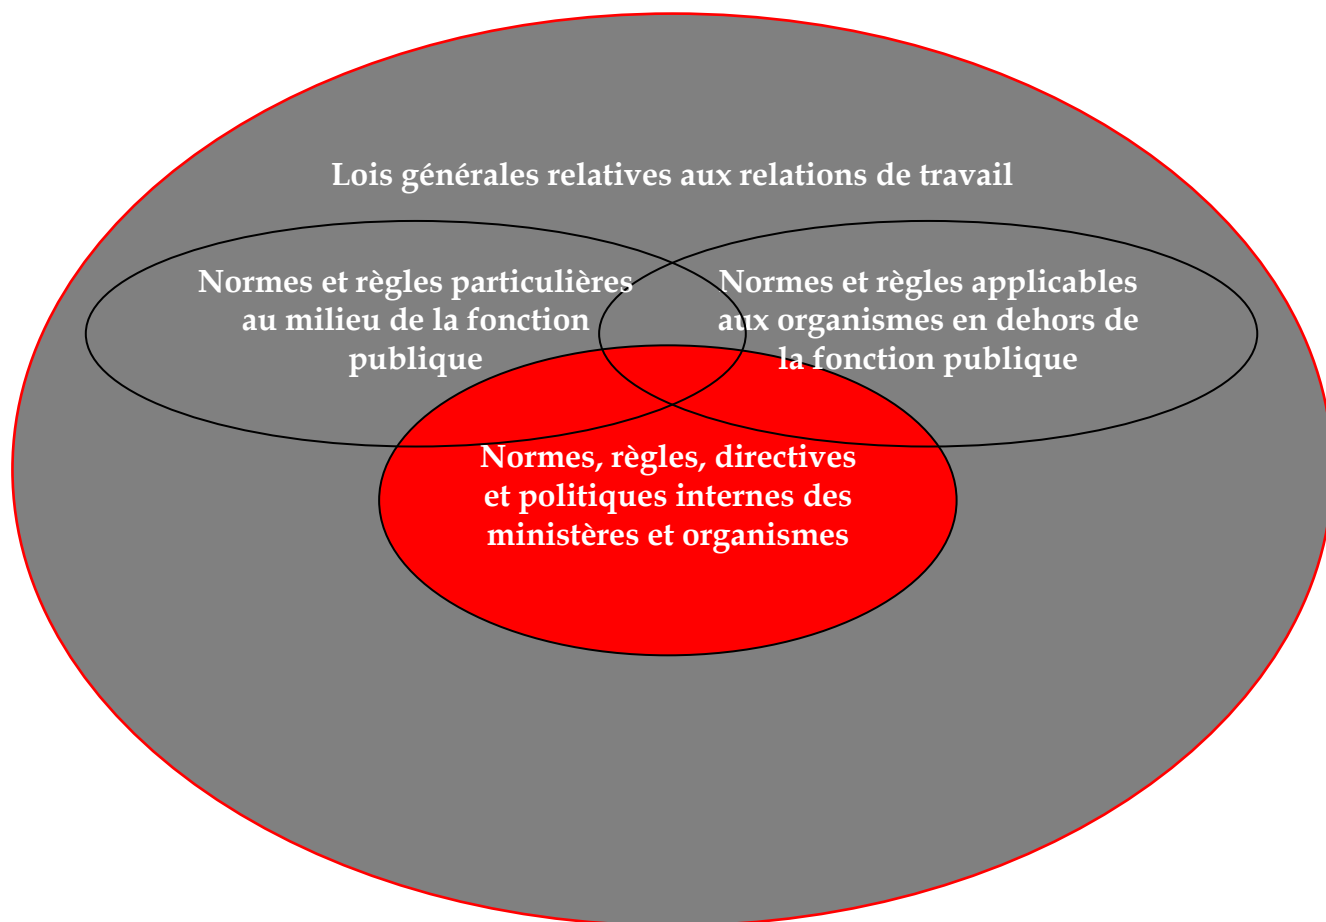 Lois générales relatives aux relations de travail
Normes et règles particulières
au milieu de la fonction
publique
Normes et règles applicables
aux organismes en dehors de
la fonction publique
Normes, règles, directives
et politiques internes des
ministères et organismes